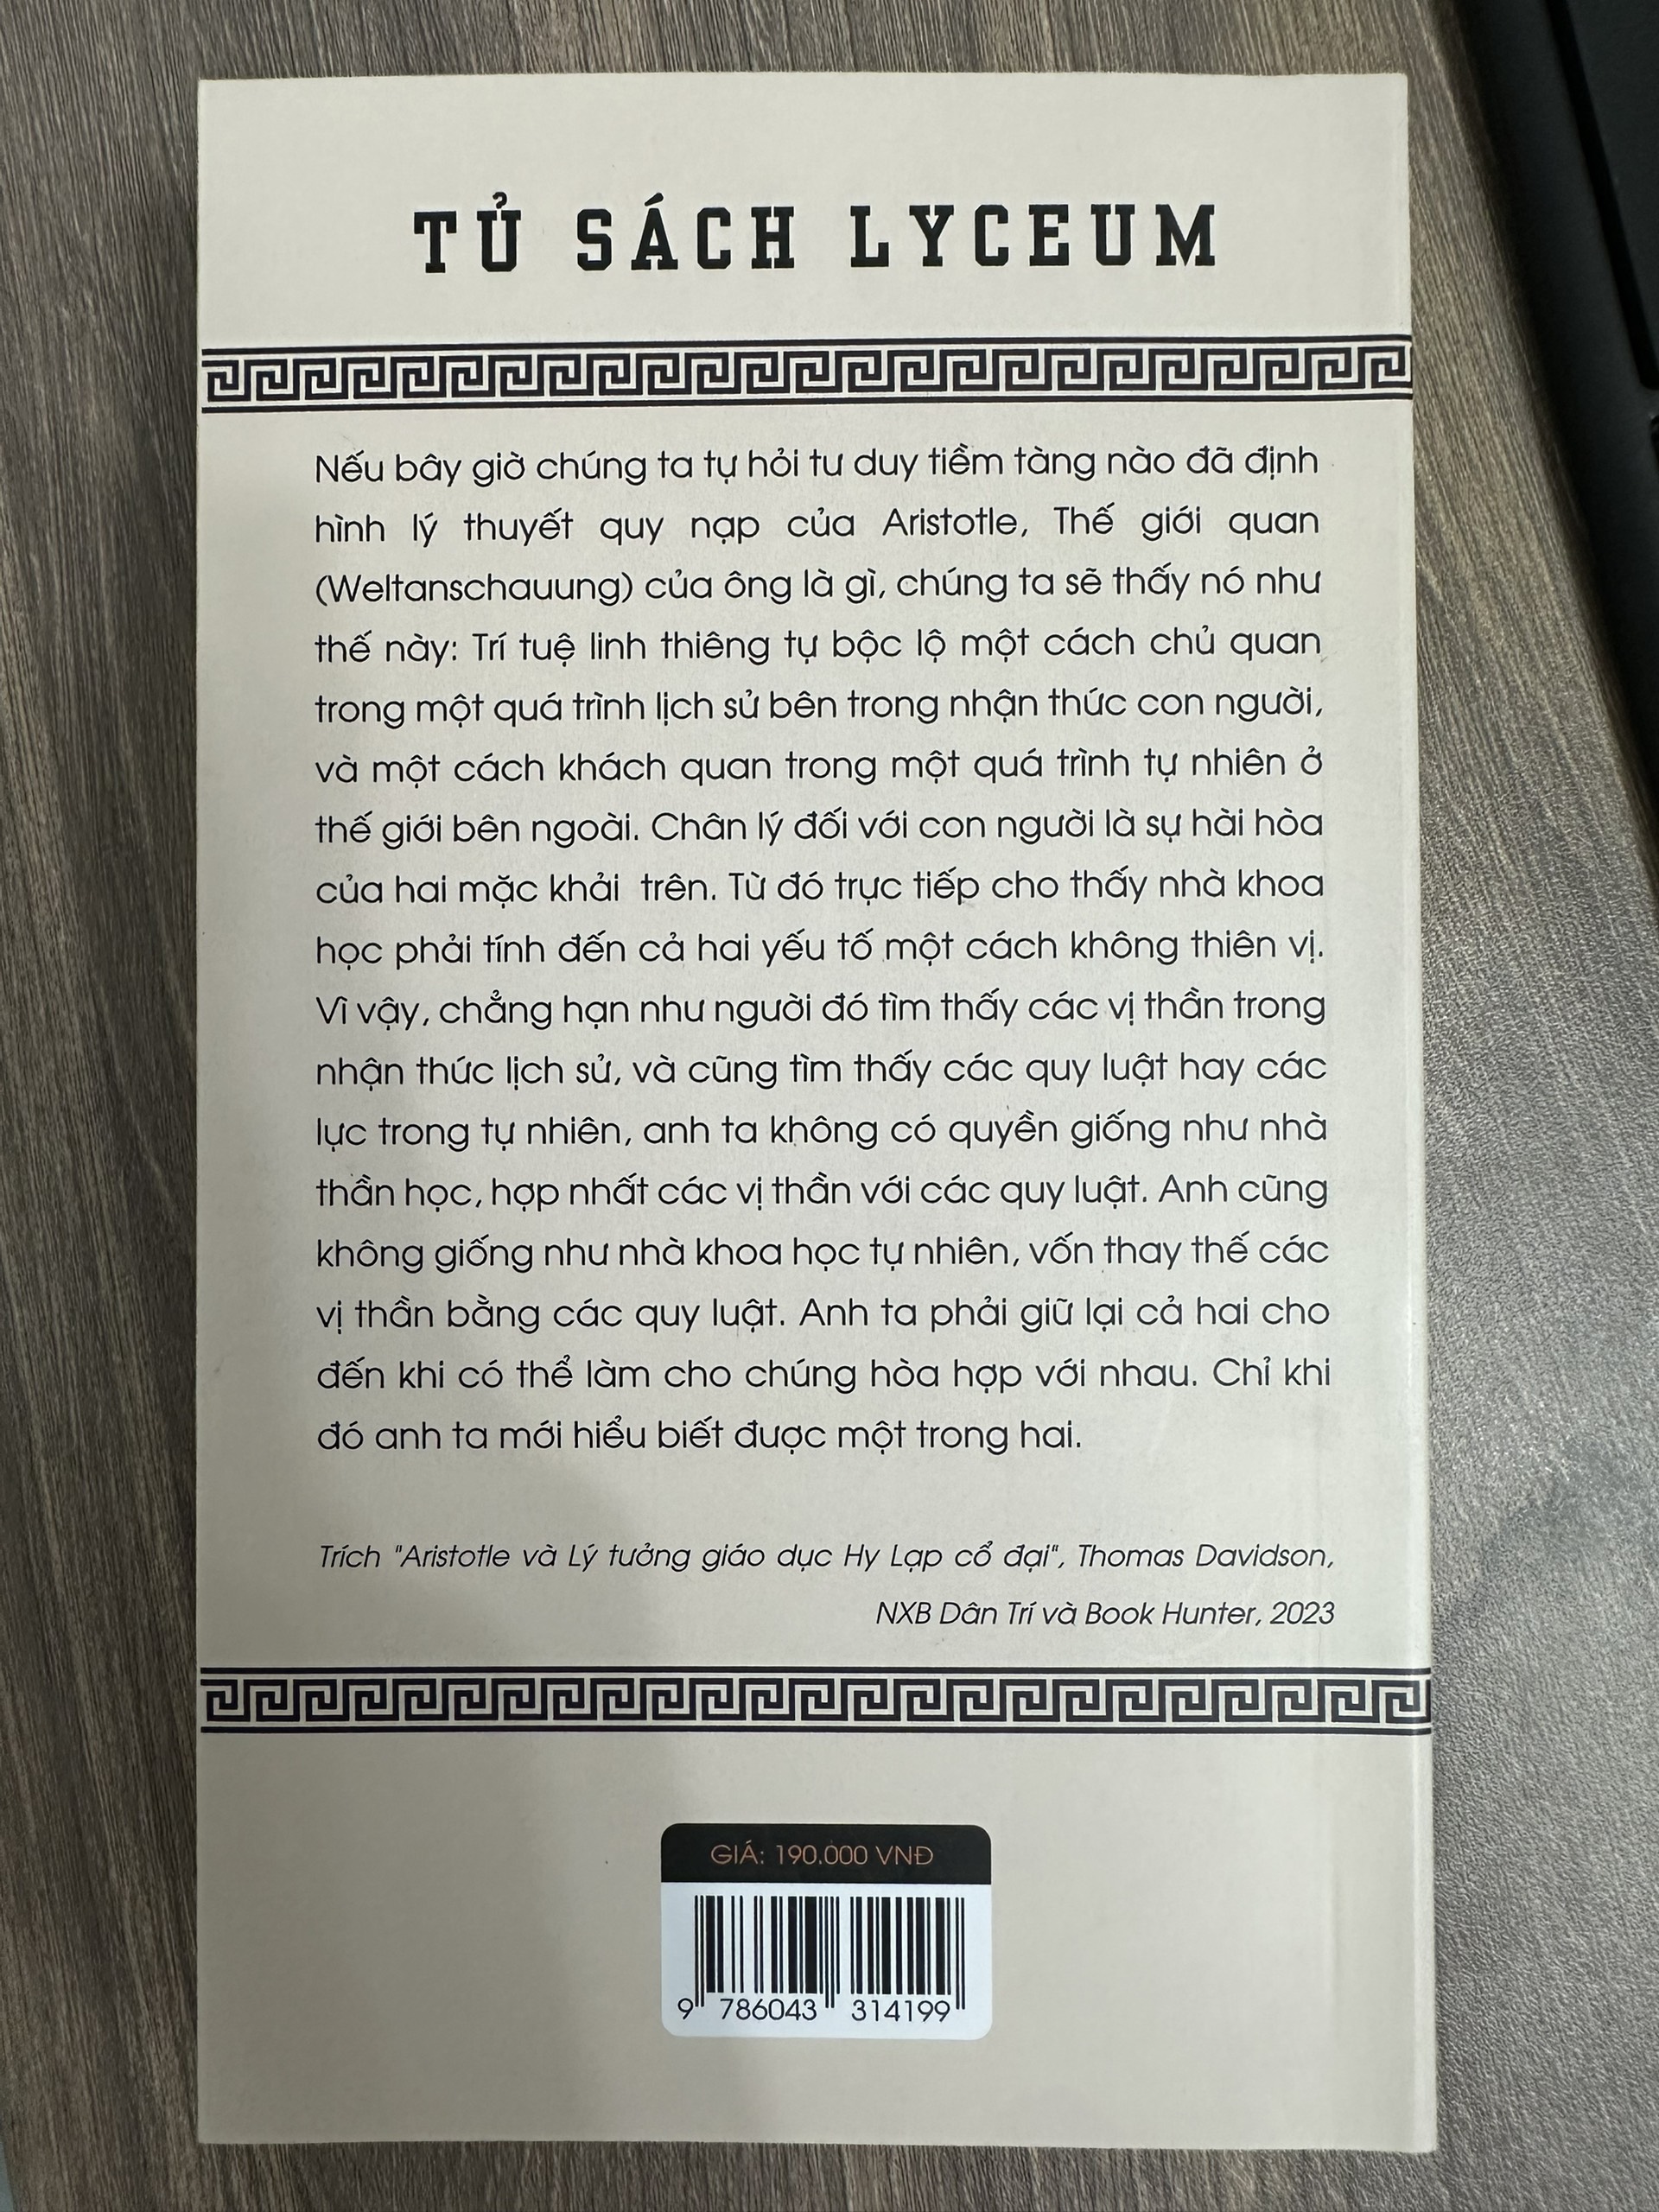 TỦ SÁCH LYCEUM
Nếu bây giờ chúng ta tự hỏi tư duy tiềm tàng nào đã định
hình lý thuyết quy nạp của Aristotle, Thế giới quan
(Weltanschauung) của ông là gì, chúng ta sẽ thấy nó như
thế này: Trí tuệ linh thiêng tự bộc lộ một cách chủ quan
trong một quá trình lịch sử bên trong nhận thức con người,
và một cách khách quan trong một quá trình tự nhiên ở
thế giới bên ngoài. Chân lý đối với con người là sự hài hòa
của hai mặc khải  trên. Từ đó trực tiếp cho thấy nhà khoa
học phải tính đến cả hai yếu tố một cách không thiên vị.
Vì vậy, chẳng hạn như người đó tìm thấy các vị thần trong
nhận thức lịch sử, và cũng tìm thấy các quy luật hay các
lực trong tự nhiên, anh ta không có quyền giống như nhà
thần học, hợp nhất các vị thần với các quy luật. Anh cũng
không giống như nhà khoa học tự nhiên, vốn thay thế các
vị thần bằng các quy luật. Anh ta phải giữ lại cả hai cho
đến khi có thể làm cho chúng hòa hợp với nhau. Chỉ khi
đó anh ta mới hiểu biết được một trong hai.
Trích "Aristotle và Lý tưởng giáo dục Hy Lạp cổ đại", Thomas Davidson,
NXB Dân Trí và Book Hunter, 2023
GIÁ: 190.000 VNĐ
9 786043 314199